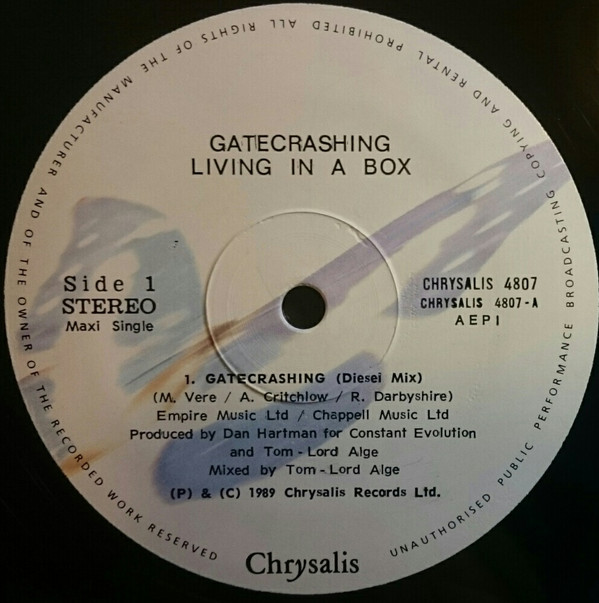 ALL RIGHTS OF THE MANUFACTURER AND OF THE OWNER OF THE RECORDED WORK RESERVED
UNAUTHORISED PUBLIC PERFORMANCE BROADCASTING COPYING AND RENTAL PROHIBITED
GATECRASHING
LIVING IN A BOX
Side 1
STEREO
Maxi Single
CHRYSALIS 4807
CHRYSALIS 4807-A
AEPI
1. GATECRASHING (Diesei Mix)
(M. Vere / A. Critchlow / R. Darbyshire)
Empire Music Ltd / Chappell Music Ltd
Produced by Dan Hartman for Constant Evolution
and Tom-Lord Alge
Mixed by Tom-Lord Alge
(P) & (C) 1989 Chrysalis Records Ltd.
Chrysalis